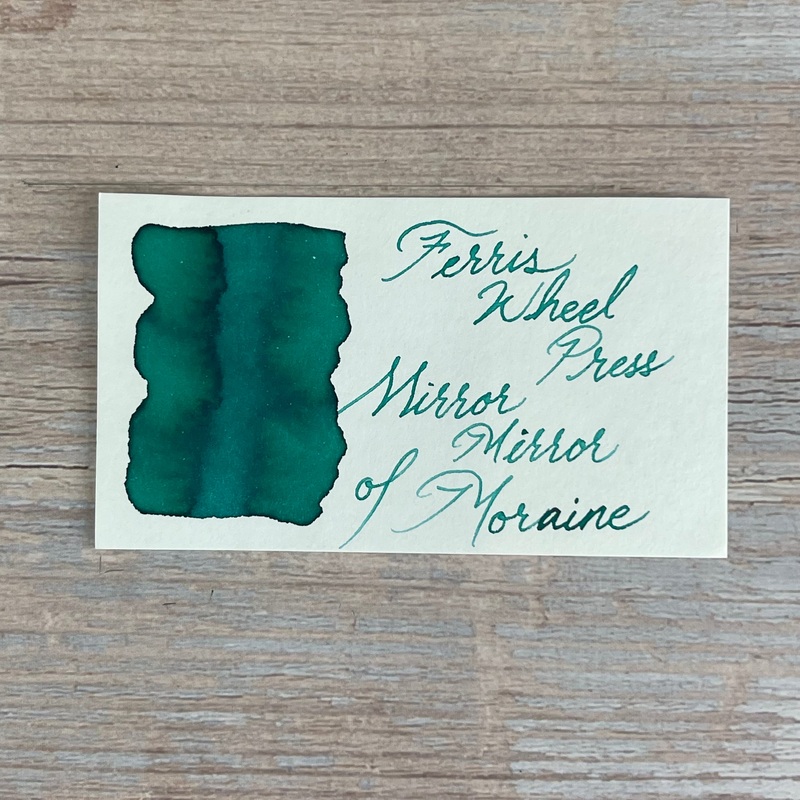 Ferris
Wheel
Press
Mirror
Mirror
of Moraine